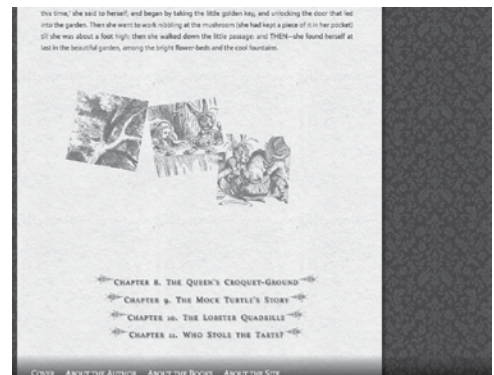 this time,' she said to herself, and began by taking the little golden key, and unlocking the door that led
into the garden. Then she went to work nibbling at the mushroom (she had kept a piece of it in her pocket)
till she was about a foot high: then she walked down the little passage: and THEN—she found herself at
last in the beautiful garden, among the bright flower-beds and the cool fountains.
Chapter 8. The Queen's Croquet-Ground
Chapter 9. The Mock Turtle's Story
Chapter 10. The Lobster Quadrille
Chapter 11. Who Stole the Tarts?
Cover About the Author About the Books About the Site